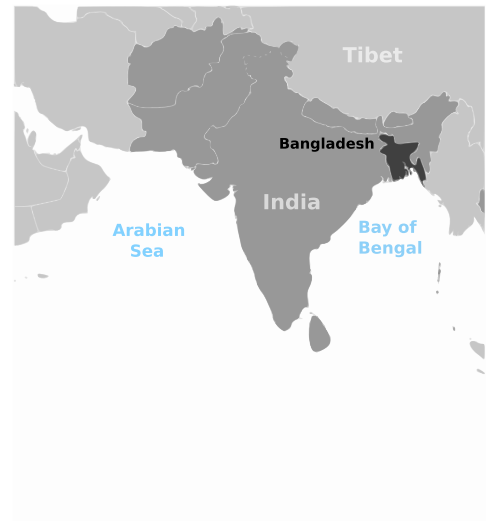 Tibet
Bangladesh
India
Arabian
Sea
Bay of
Bengal